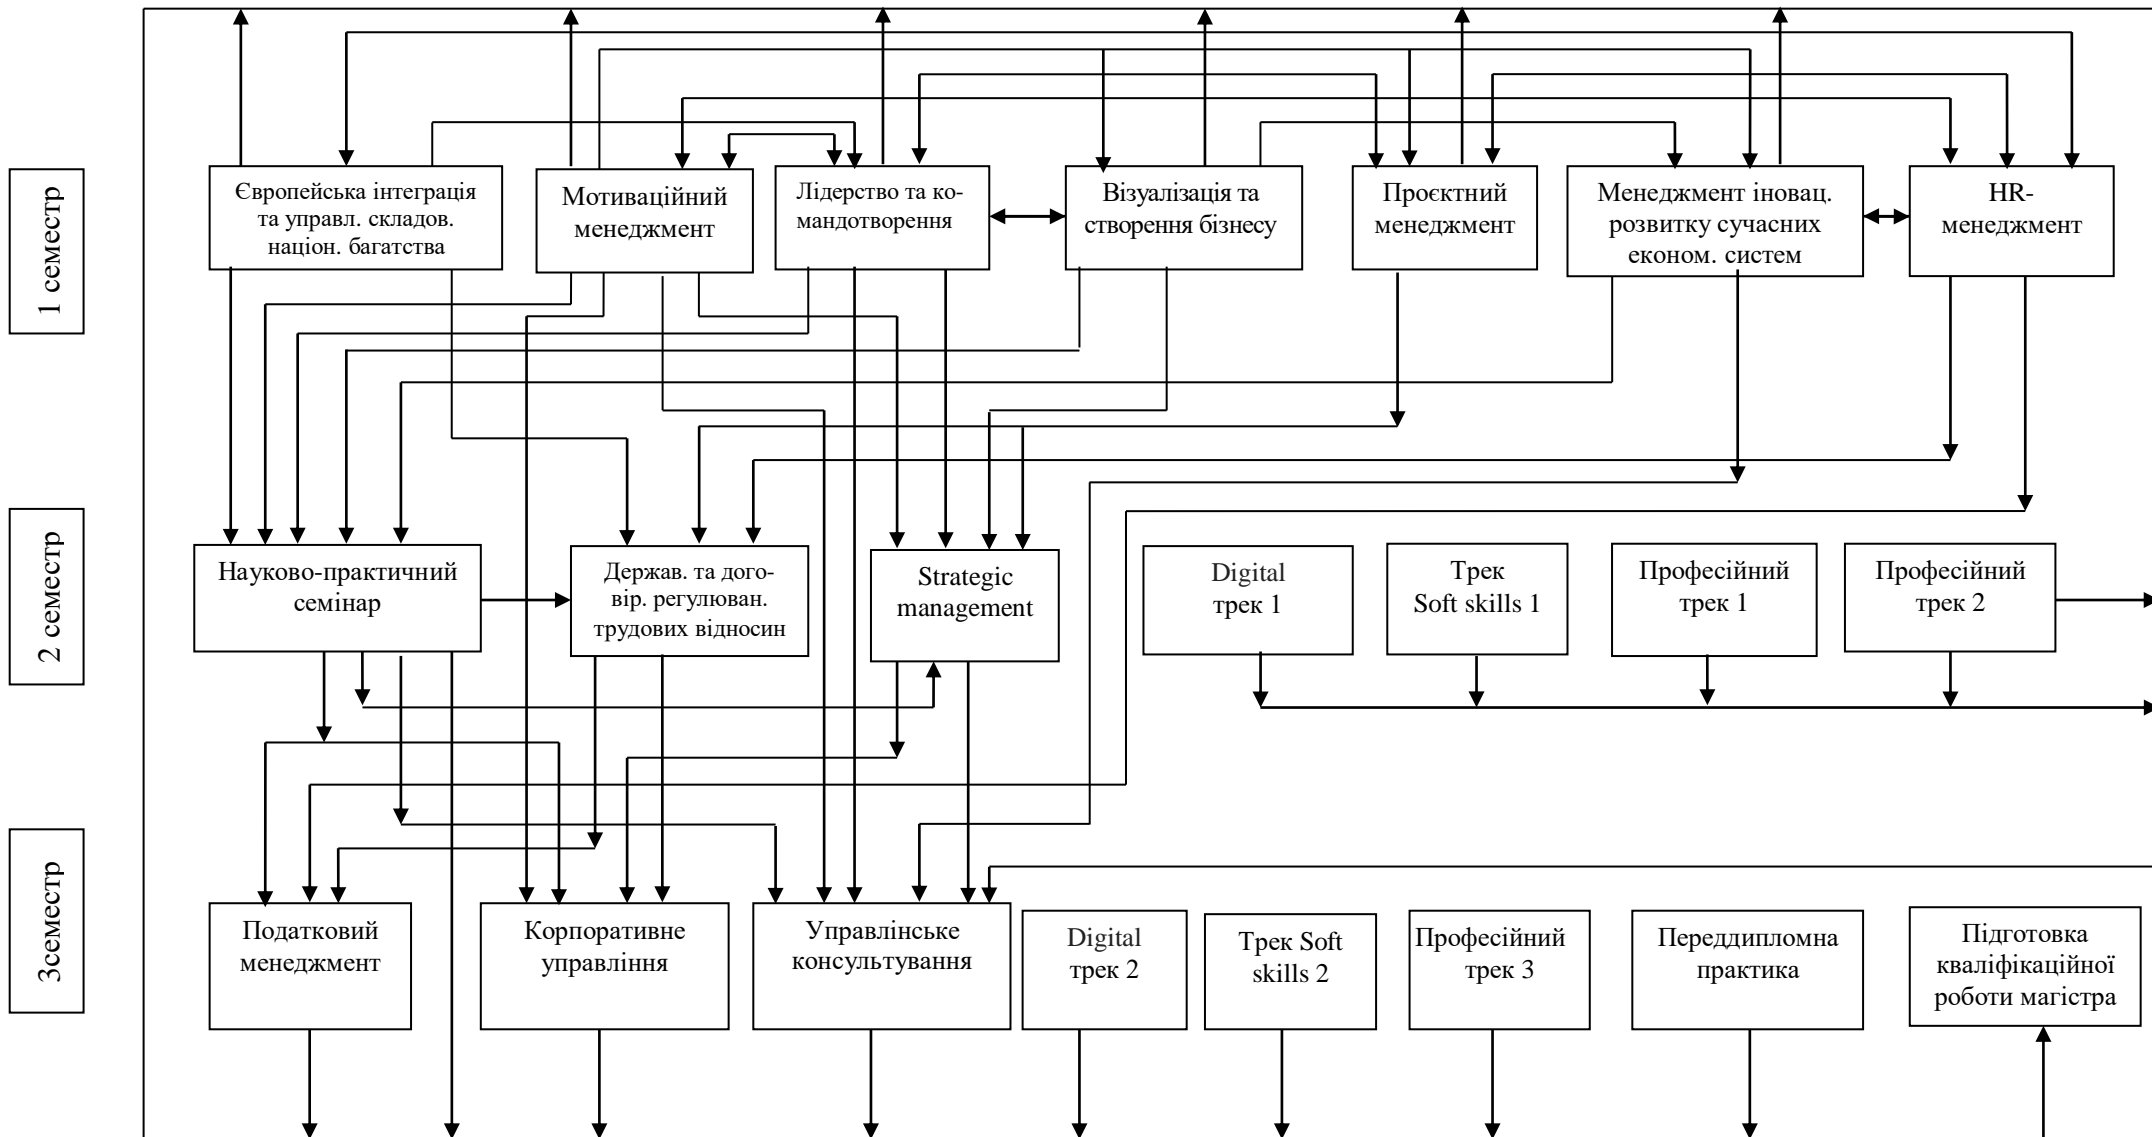 1 семестр
Європейська інтеграція
та управл. складов.
націон. багатства
Мотиваційний
менеджмент
Лідерство та ко-
мандотворення
Візуалізація та
створення бізнесу
Проєктний
менеджмент
Менеджмент іновац.
розвитку сучасних
економ. систем
HR-
менеджмент
2 семестр
Науково-практичний
семінар
Держав. та дого-
вір. регулюван.
трудових відносин
Strategic
management
Digital
трек 1
Трек
Soft skills 1
Професійний
трек 1
Професійний
трек 2
3семестр
Податковий
менеджмент
Корпоративне
управління
Управлінське
консультування
Digital
трек 2
Трек Soft
skills 2
Професійний
трек 3
Переддипломна
практика
Підготовка
кваліфікаційної
роботи магістра